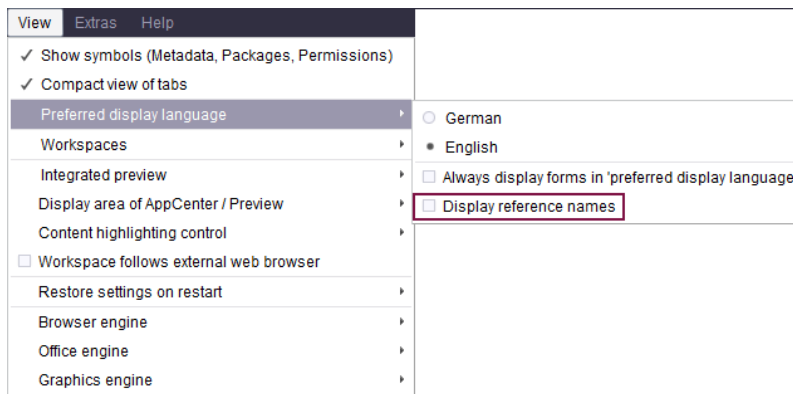 View Extras Help
Show symbols (Metadata, Packages, Permissions)
Compact view of tabs
Preferred display language
Workspaces
Integrated preview
Display area of AppCenter / Preview
Content highlighting control
Workspace follows external web browser
Restore settings on restart
Browser engine
Office engine
Graphics engine
German
English
Always display forms in 'preferred display language
Display reference names